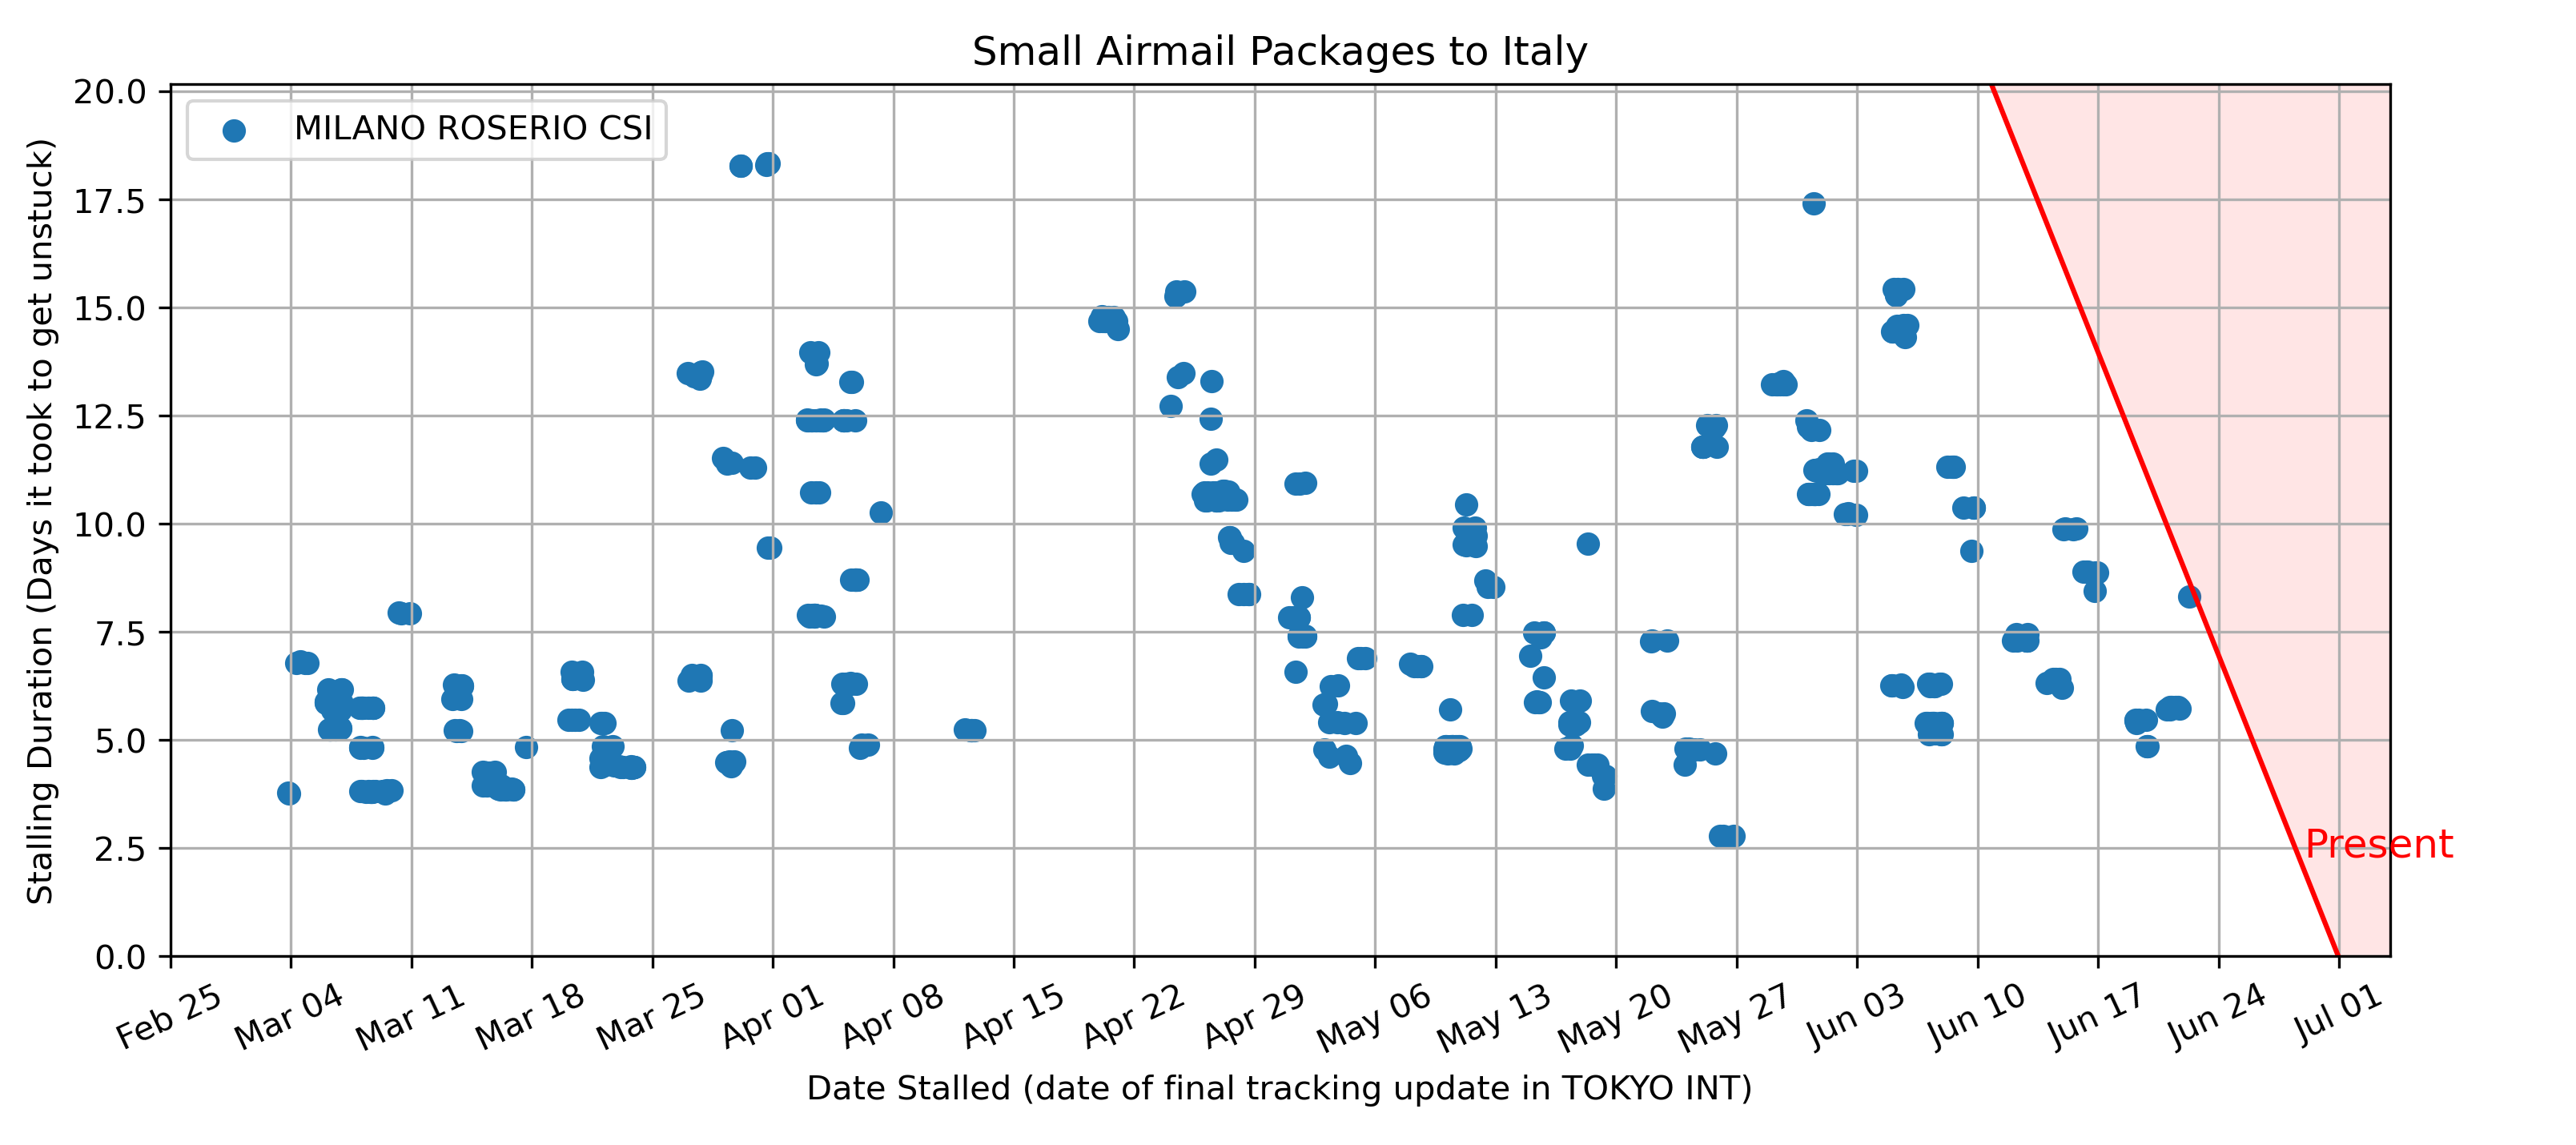 Small Airmail Packages to Italy
MILANO ROSERIO CSI
Stalling Duration (Days it took to get unstuck)
20.0
17.5
15.0
12.5
10.0
7.5
5.0
2.5
0.0
Present
Feb 25
Mar 04
Mar 11
Mar 18
Mar 25
Apr 01
Apr 08
Apr 15
Apr 22
Apr 29
May 06
May 13
May 20
May 27
Jun 03
Jun 10
Jun 17
Jun 24
Jul 01
Date Stalled (date of final tracking update in TOKYO INT)